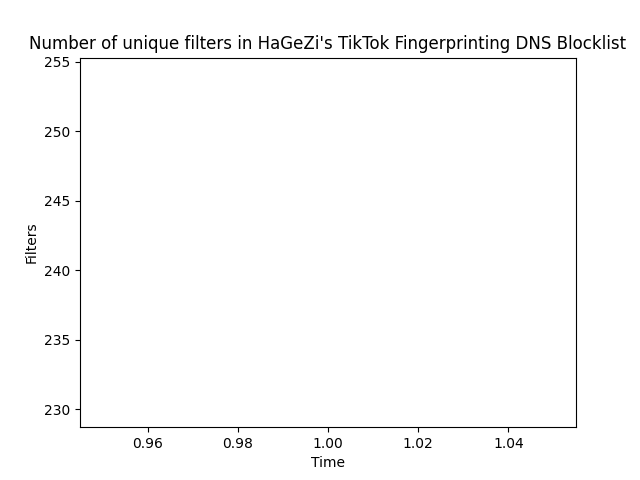 Number of unique filters in HaGeZi's TikTok Fingerprinting DNS Blocklist
255
250
245
240
235
230
Filters
0.96 0.98 1.00 1.02 1.04
Time